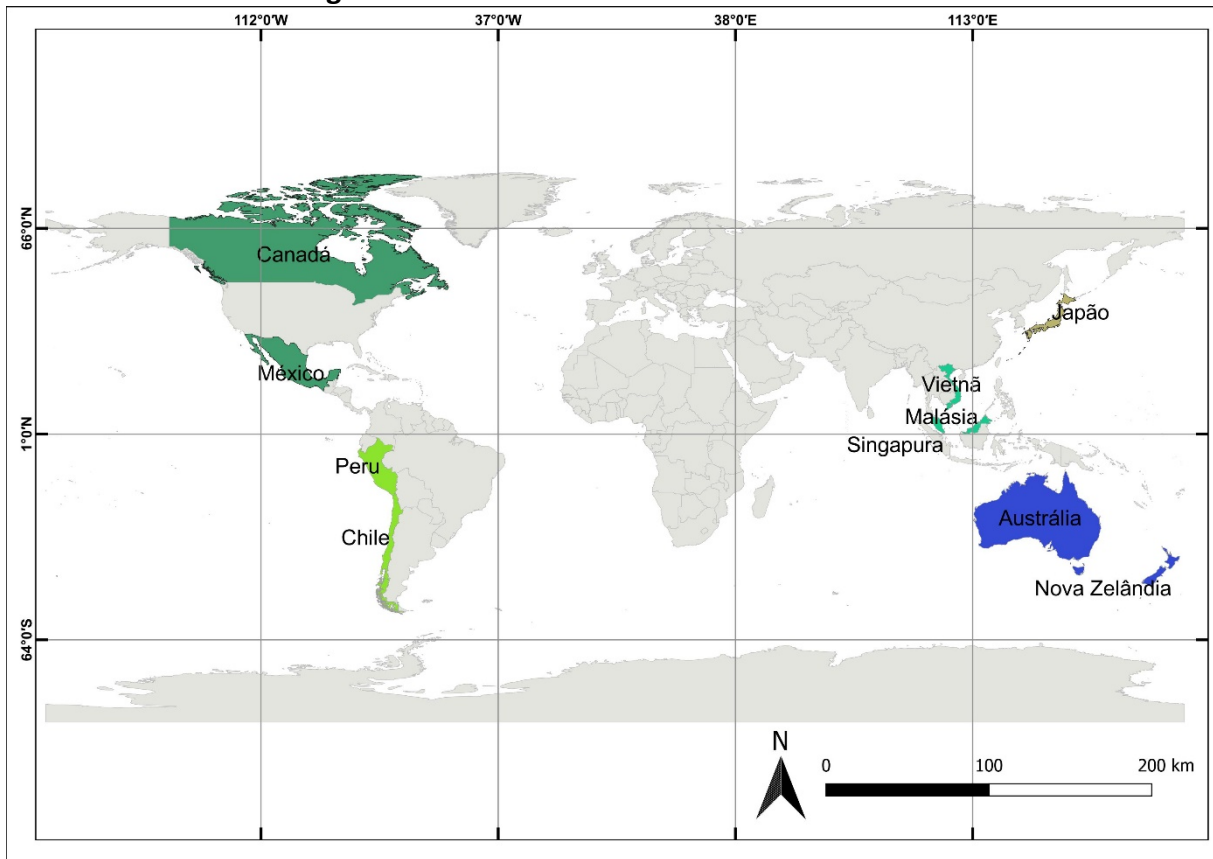 112°0'W 37°0'W 38°0'E 113°0'E
66°0'N
Canadá
Japão
México
Vietnã
Malásia
1°0'N
Singapura
Peru
Austrália
Chile
Nova Zelândia
64°0'S
N
0 100 200 km